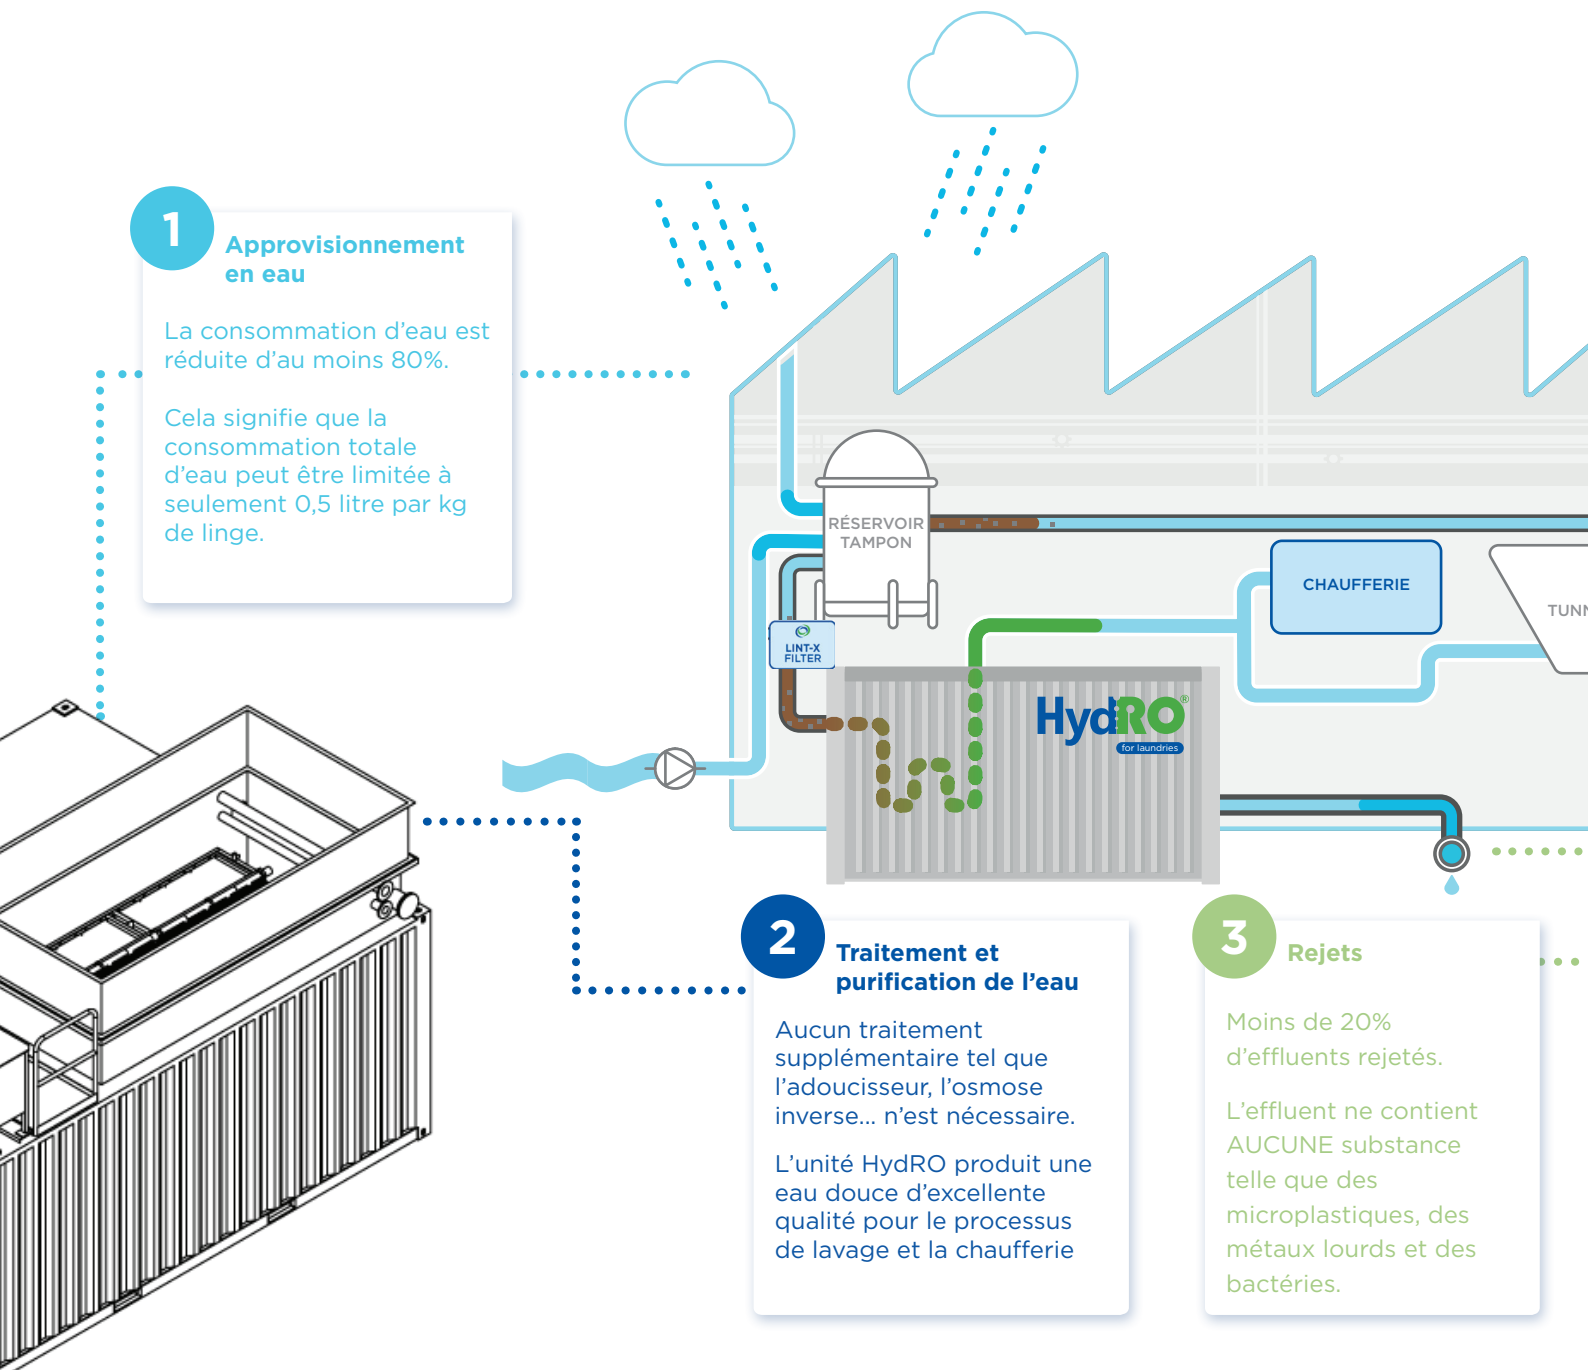 1
Approvisionnement
en eau
La consommation d’eau est
réduite d’au moins 80%.
Cela signifie que la
consommation totale
d’eau peut être limitée à
seulement 0,5 litre par kg
de linge.
RÉSERVOIR
TAMPON
CHAUFFERIE
TUNN
LINT-X
FILTER
HydRO®
for laundries
2
Traitement et
purification de l’eau
Aucun traitement
supplémentaire tel que
l’adoucisseur, l’osmose
inverse... n’est nécessaire.
L’unité HydRO produit une
eau douce d’excellente
qualité pour le processus
de lavage et la chaufferie
3
Rejets
Moins de 20%
d’effluents rejetés.
L’effluent ne contient
AUCUNE substance
telle que des
microplastiques, des
métaux lourds et des
bactéries.